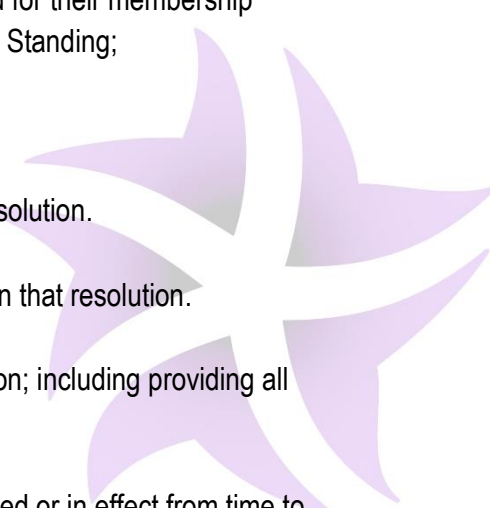 for their membership
Standing;
solution.
n that resolution.
on; including providing all
ed or in effect from time to